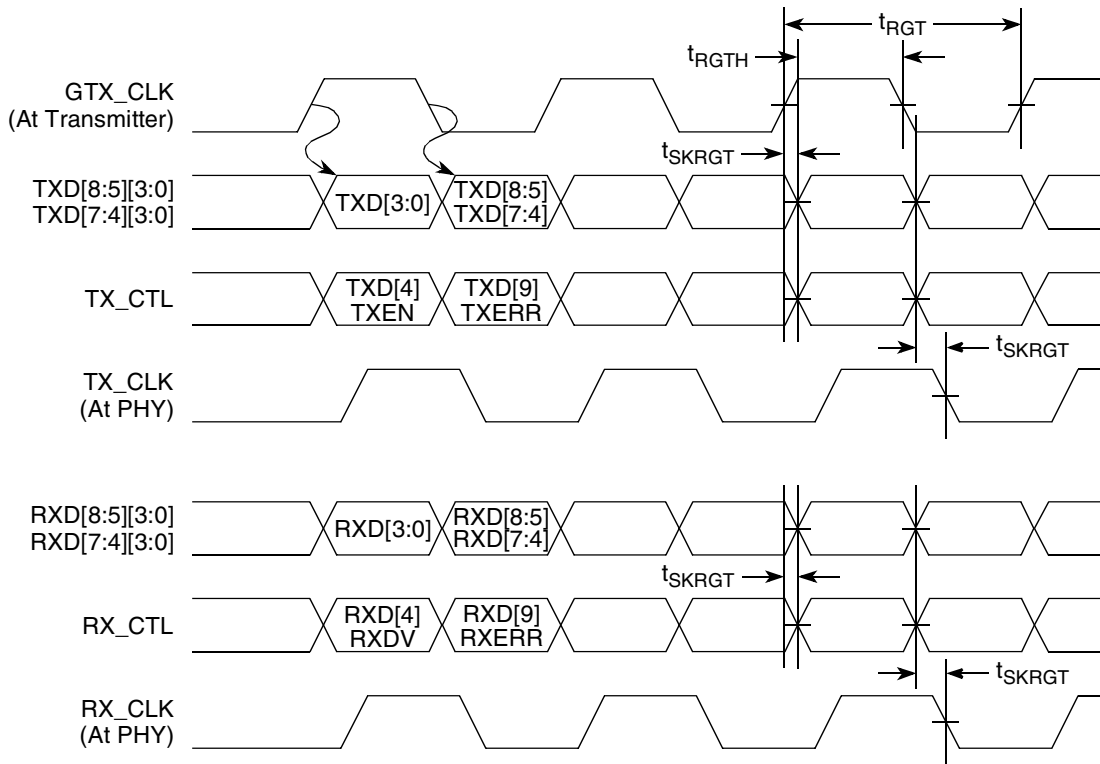 tRGT
tRGTH
GTX_CLK
(At Transmitter)
tSKRGT
TXD[8:5][3:0]
TXD[7:4][3:0]
TXD[3:0]
TXD[8:5]
TXD[7:4]
TX_CTL
TXD[4]
TXEN
TXD[9]
TXERR
tSKRGT
TX_CLK
(At PHY)
RXD[8:5][3:0]
RXD[7:4][3:0]
RXD[3:0]
RXD[8:5]
RXD[7:4]
tSKRGT
RX_CTL
RXD[4]
RXDV
RXD[9]
RXERR
tSKRGT
RX_CLK
(At PHY)